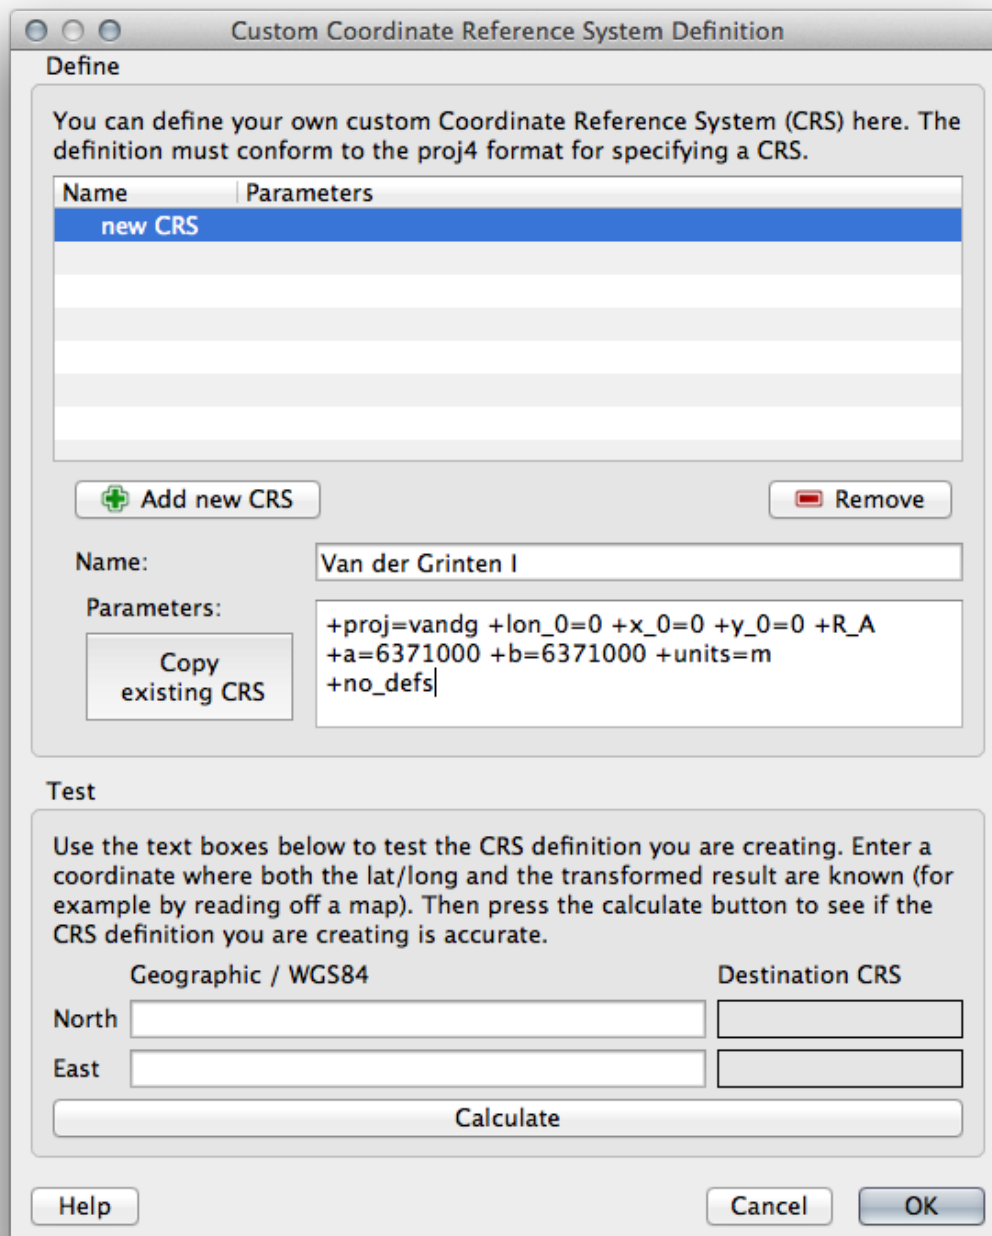 Custom Coordinate Reference System Definition
Define
You can define your own custom Coordinate Reference System (CRS) here. The
definition must conform to the proj4 format for specifying a CRS.
Name Parameters
new CRS
Add new CRS Remove
Name: Van der Grinten I
Parameters:
Copy
existing CRS
+proj=vandg +lon_0=0 +x_0=0 +y_0=0 +R_A
+a=6371000 +b=6371000 +units=m
+no_defs
Test
Use the text boxes below to test the CRS definition you are creating. Enter a
coordinate where both the lat/long and the transformed result are known (for
example by reading off a map). Then press the calculate button to see if the
CRS definition you are creating is accurate.
Geographic / WGS84 Destination CRS
North
East
Calculate
Help Cancel OK